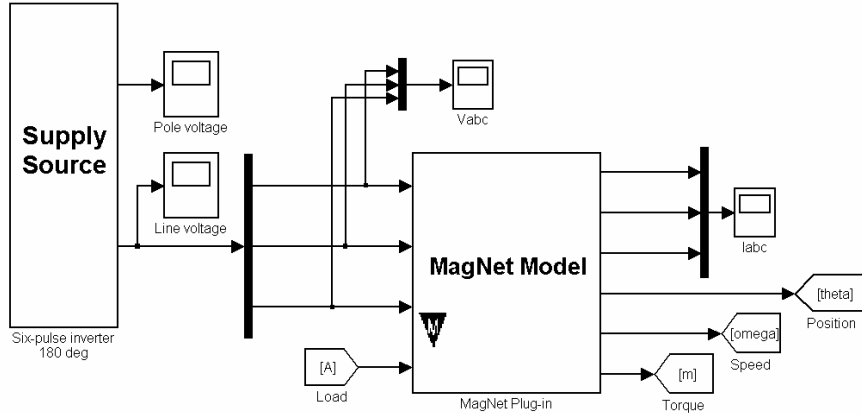 Supply
Source
Six-pulse inverter
180 deg
Pole voltage
Line voltage
Vabc
MagNet Model
M
MagNet Plug-in
[A]
Load
Iabc
[theta]
Position
[omega]
Speed
[m]
Torque